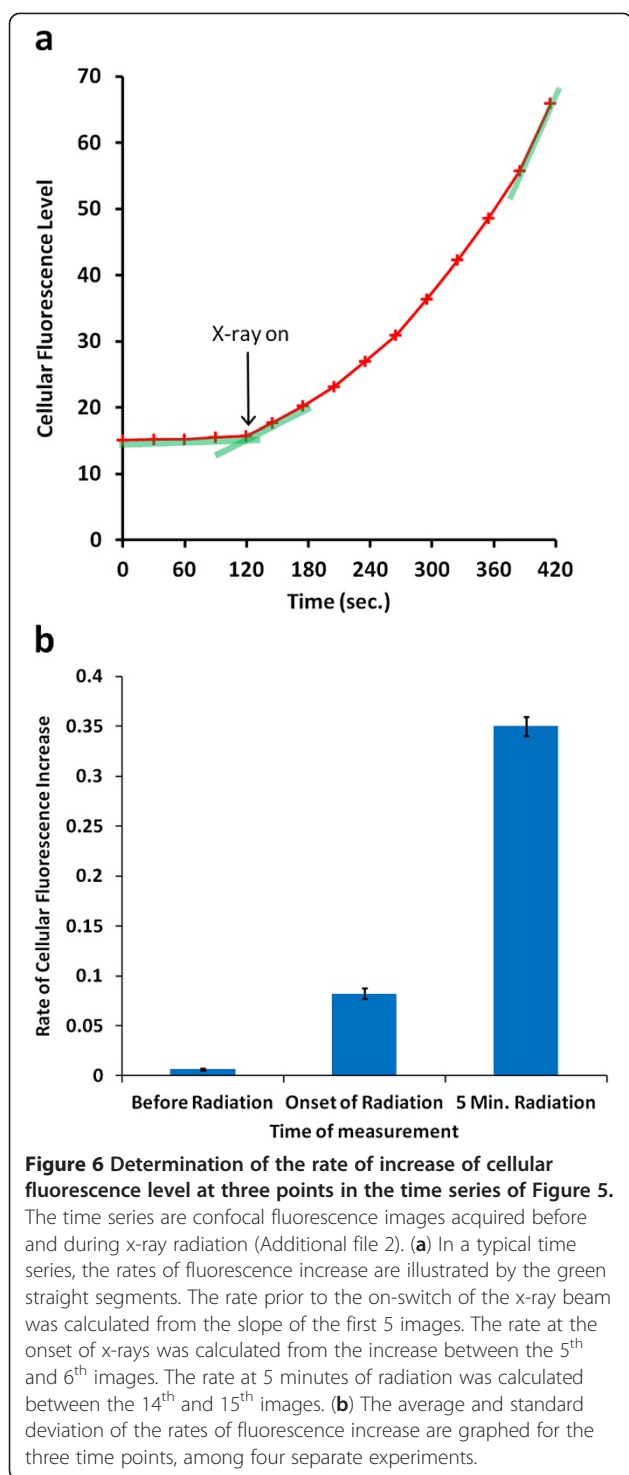 a
70
60
50
40
30
20
10
0
Cellular Fluorescence Level
X-ray on
0 60 120 180 240 300 360 420
Time (sec.)
b
0.4
0.35
0.3
0.25
0.2
0.15
0.1
0.05
0
Rate of Cellular Fluorescence Increase
Before Radiation Onset of Radiation 5 Min. Radiation
Time of measurement
Figure 6 Determination of the rate of increase of cellular
fluorescence level at three points in the time series of Figure 5.
The time series are confocal fluorescence images acquired before
and during x-ray radiation (Additional file 2). (a) In a typical time
series, the rates of fluorescence increase are illustrated by the green
straight segments. The rate prior to the on-switch of the x-ray beam
was calculated from the slope of the first 5 images. The rate at the
onset of x-rays was calculated from the increase between the 5th
and 6th images. The rate at 5 minutes of radiation was calculated
between the 14th and 15th images. (b) The average and standard
deviation of the rates of fluorescence increase are graphed for the
three time points, among four separate experiments.